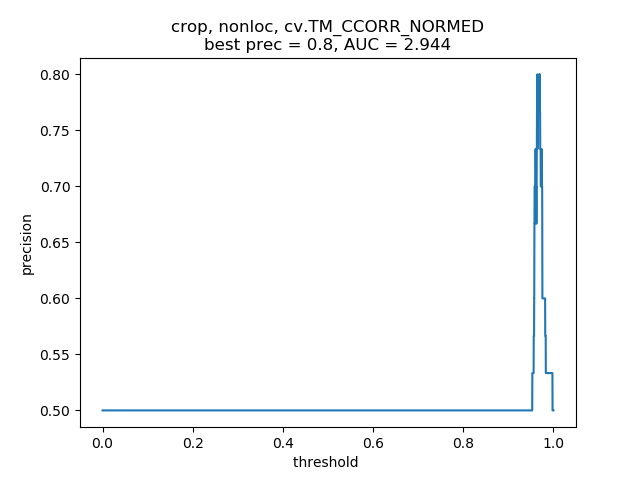 crop, nonloc, cv.TM_CCORR_NORMED
best prec = 0.8, AUC = 2.944
0.80
0.75
0.70
0.65
0.60
0.55
0.50
precision
0.0 0.2 0.4 0.6 0.8 1.0
threshold